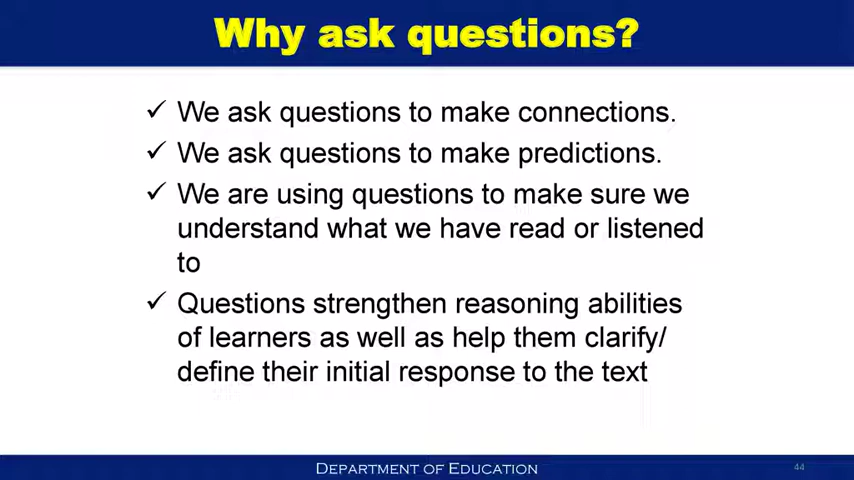 Why ask questions?
✓ We ask questions to make connections.
✓ We ask questions to make predictions.
✓ We are using questions to make sure we
understand what we have read or listened
to
✓ Questions strengthen reasoning abilities
of learners as well as help them clarify/
define their initial response to the text
DEPARTMENT OF EDUCATION
44